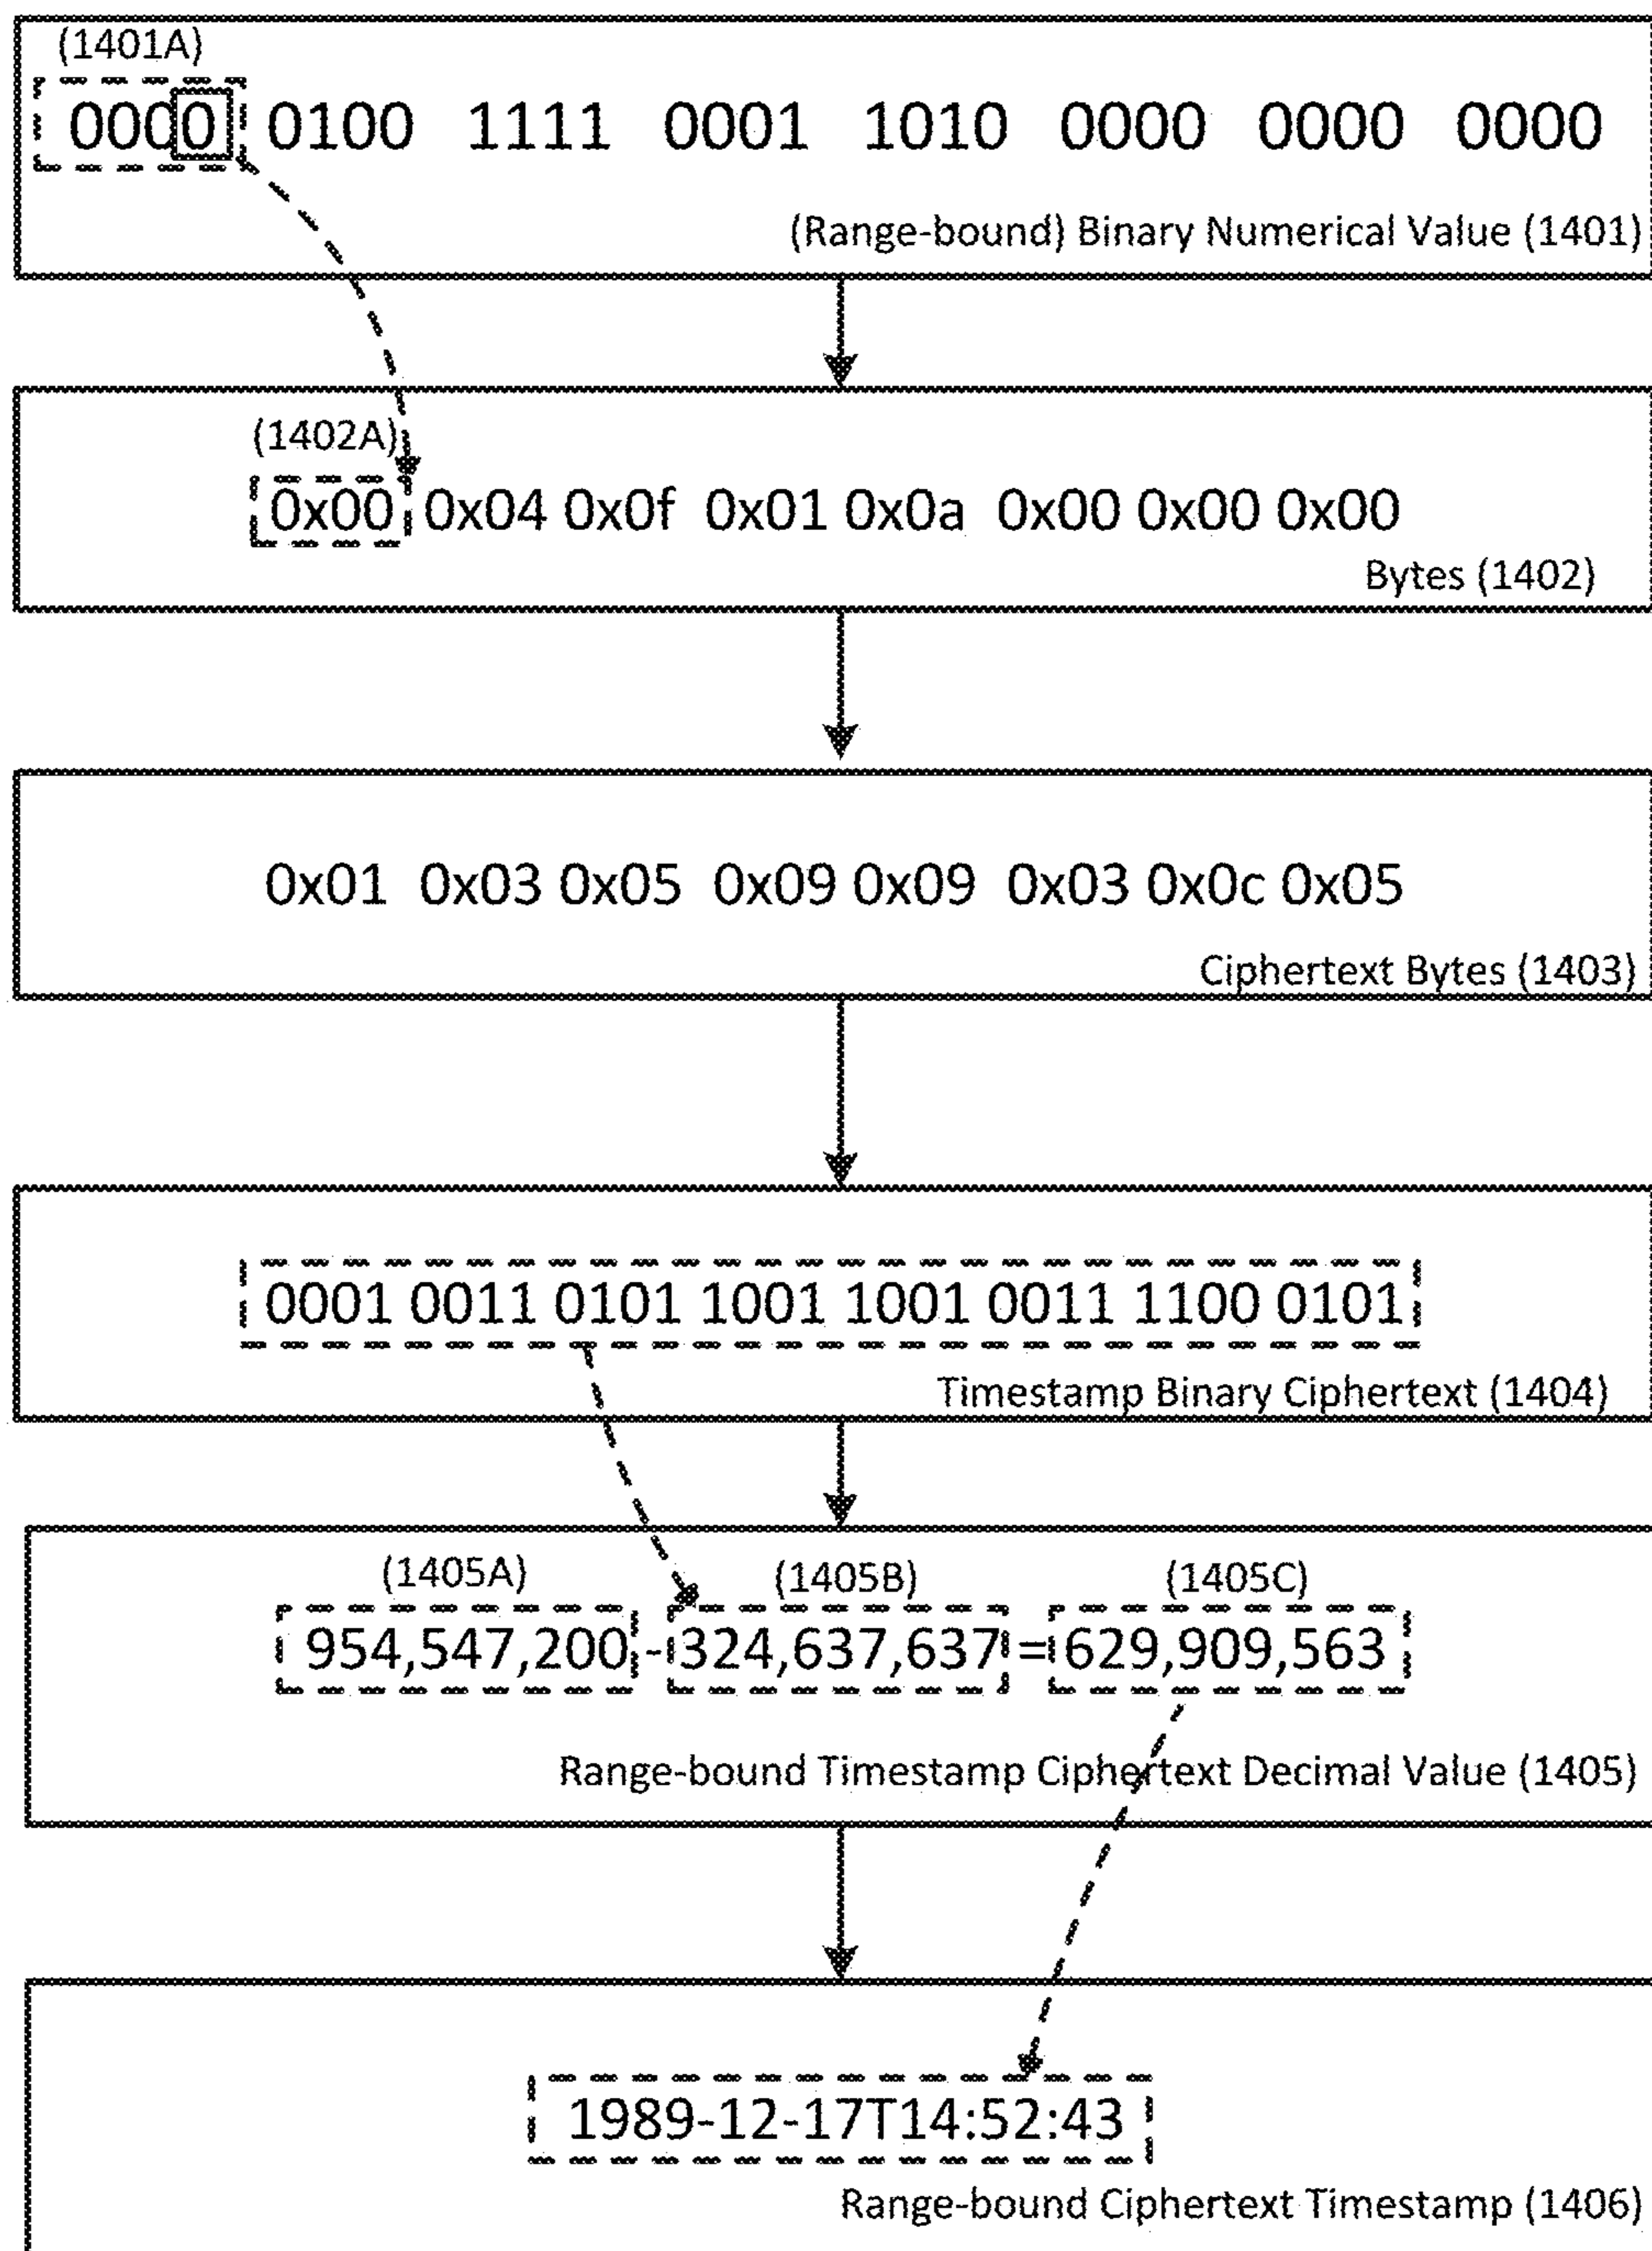 (1401A)
0000 0100 1111 0001 1010 0000 0000 0000
(Range-bound) Binary Numerical Value (1401)
(1402A)
0x00 0x04 0x0f 0x01 0x0a 0x00 0x00 0x00
Bytes (1402)
0x01 0x03 0x05 0x09 0x09 0x03 0x0c 0x05
Ciphertext Bytes (1403)
0001 0011 0101 1001 1001 0011 1100 0101
Timestamp Binary Ciphertext (1404)
(1405A) (1405B) (1405C)
954,547,200 - 324,637,637 = 629,909,563
Range-bound Timestamp Ciphertext Decimal Value (1405)
1989-12-17T14:52:43
Range-bound Ciphertext Timestamp (1406)